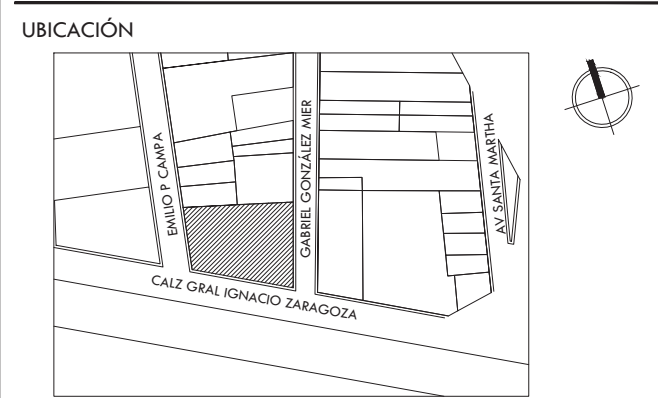 UBICACIÓN
EMILIO P CAMPA
GABRIEL GONZÁLEZ MIER
AV SANTA MARTHA
CALZ GRAL IGNACIO ZARAGOZA